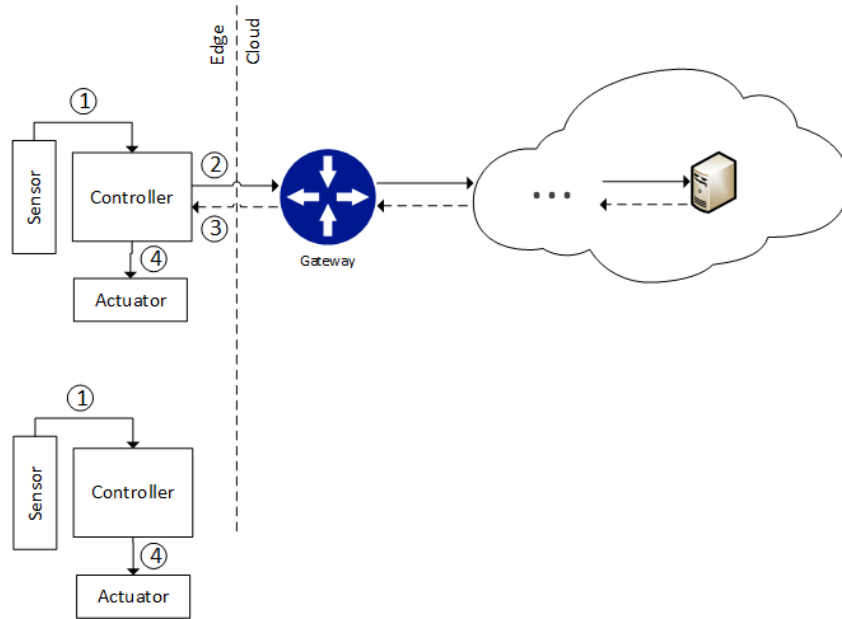 Edge
Cloud
①
Sensor
Controller
②
③
④
Actuator
Gateway
...
①
Sensor
Controller
④
Actuator